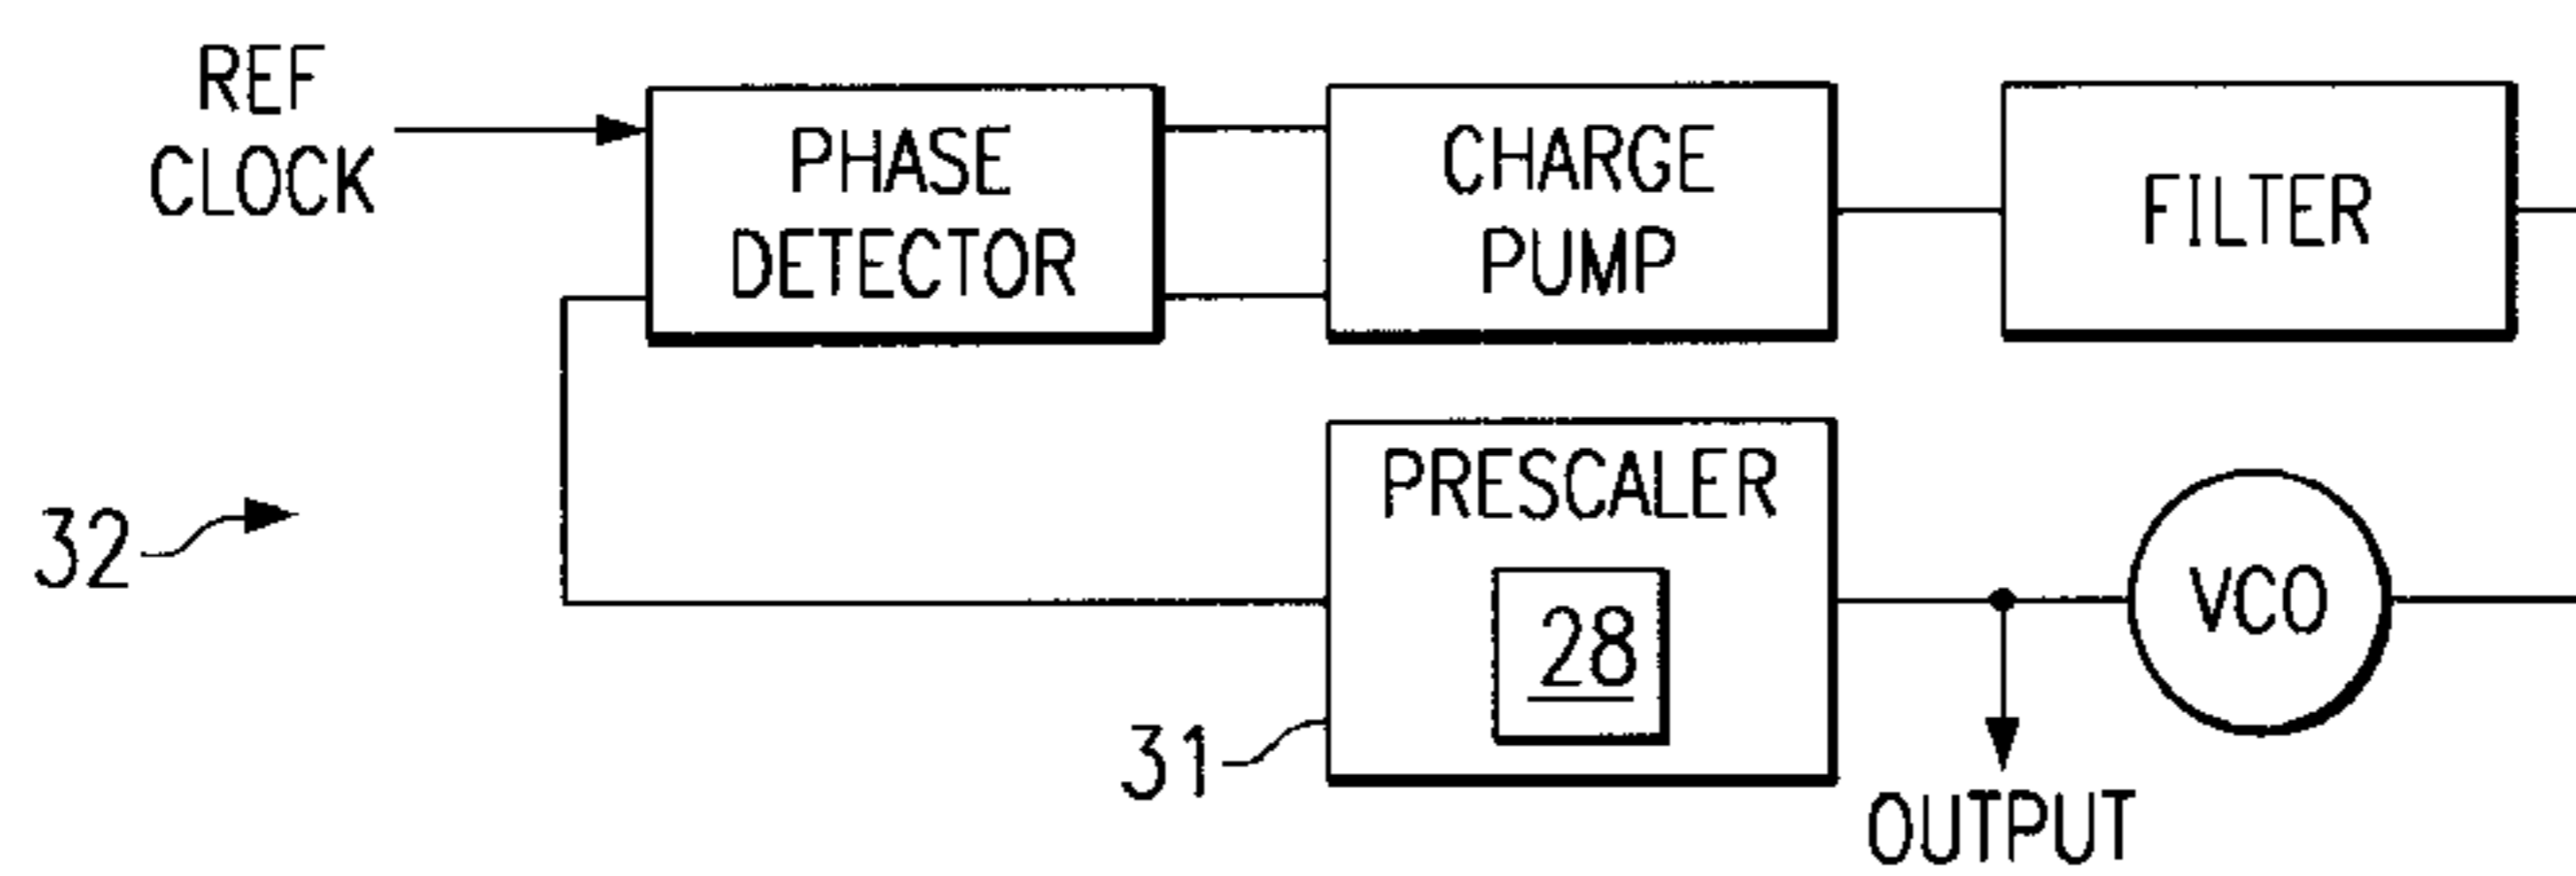 REF
CLOCK
PHASE
DETECTOR
CHARGE
PUMP
FILTER
32
PRESCALER
28
31
VCO
OUTPUT